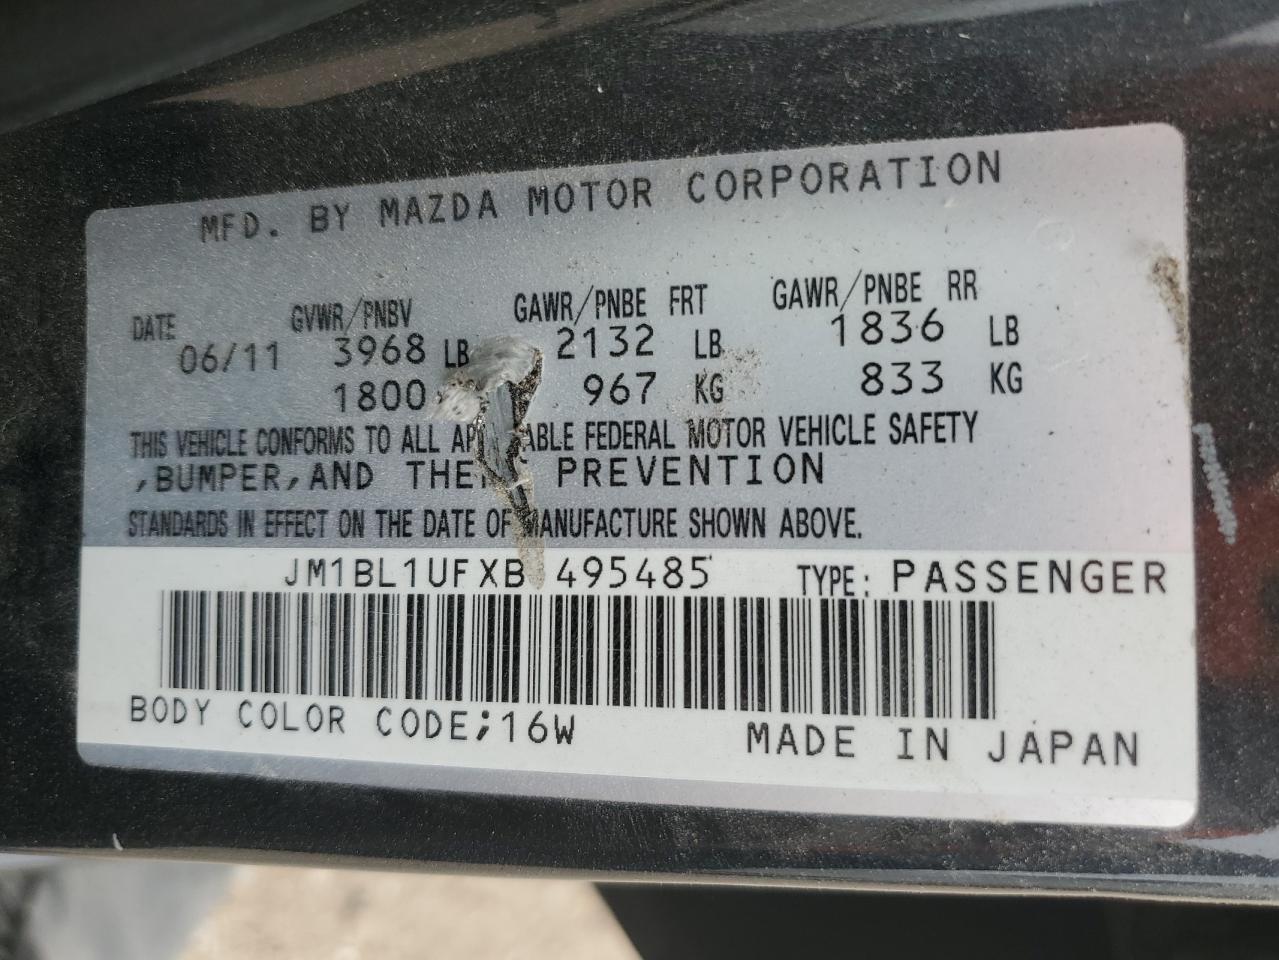 MFD. BY MAZDA MOTOR CORPORATION
DATE GVWR/PNBV GAWR/PNBE FRT GAWR/PNBE RR
06/11 3968 LB 2132 LB 1836 LB
1800 967 KG 833 KG
THIS VEHICLE CONFORMS TO ALL FEDERAL MOTOR VEHICLE SAFETY
,BUMPER,AND PREVENTION
STANDARDS IN EFFECT ON THE DATE OF MANUFACTURE SHOWN ABOVE.
JM1BL1UFXB 495485 TYPE: PASSENGER
BODY COLOR CODE;16W MADE IN JAPAN